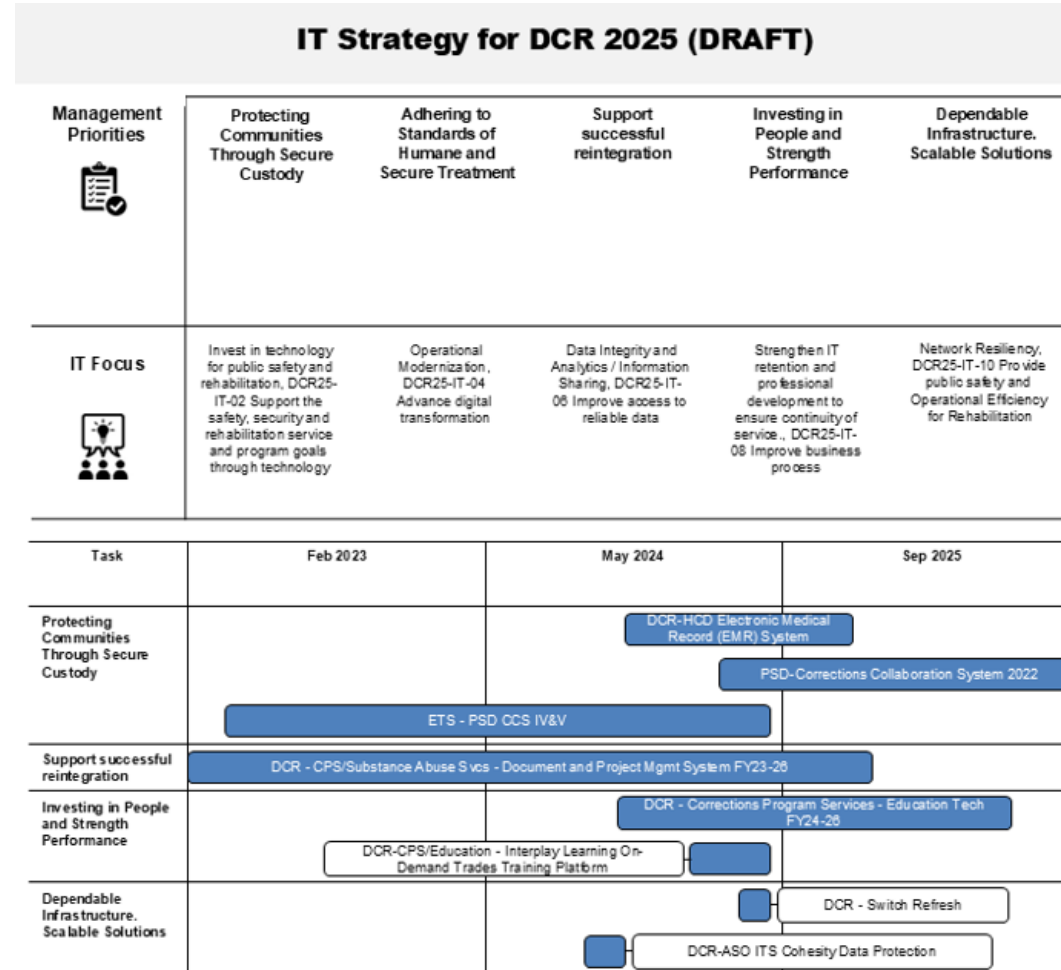 IT Strategy for DCR 2025 (DRAFT)
Management
Priorities
Protecting
Communities
Through Secure
Custody
Adhering to
Standards of
Humane and
Secure Treatment
Support
successful
reintegration
Investing in
People and
Strength
Performance
Dependable
Infrastructure.
Scalable Solutions
IT Focus
Invest in technology
for public safety and
rehabilitation, DCR25-
IT-02 Support the
safety, security and
rehabilitation service
and program goals
through technology
Operational
Modernization,
DCR25-IT-04
Advance digital
transformation
Data Integrity and
Analytics / Information
Sharing, DCR25-IT-
06 Improve access to
reliable data
Strengthen IT
retention and
professional
development to
ensure continuity of
service., DCR25-IT-
08 Improve business
process
Network Resiliency,
DCR25-IT-10 Provide
public safety and
Operational Efficiency
for Rehabilitation
Task
Feb 2023
May 2024
Sep 2025
Protecting
Communities
Through Secure
Custody
DCR-HCD Electronic Medical
Record (EMR) System
PSD-Corrections Collaboration System 2022
ETS - PSD CCS IV&V
Support successful
reintegration
DCR - CPS/Substance Abuse Svcs - Document and Project Mgmt System FY23-26
Investing in People
and Strength
Performance
DCR - Corrections Program Services - Education Tech
FY24-26
DCR-CPS/Education - Interplay Learning On-
Demand Trades Training Platform
Dependable
Infrastructure.
Scalable Solutions
DCR - Switch Refresh
DCR-ASO ITS Cohesity Data Protection